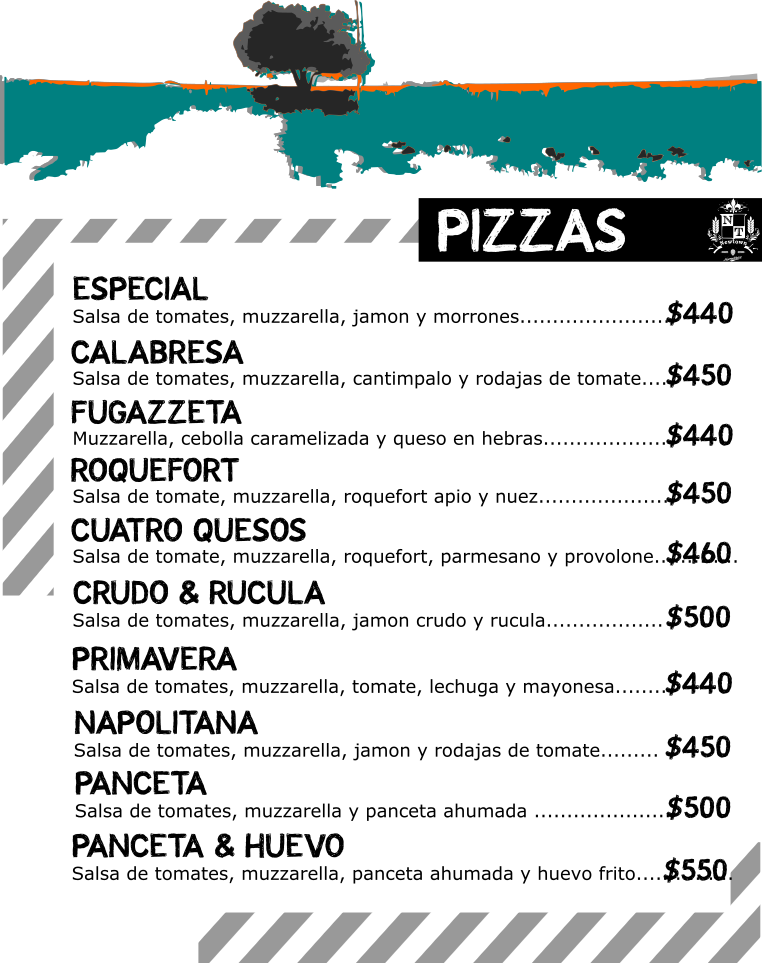 PIZZAS
N
T
Newtown
ESPECIAL
Salsa de tomates, muzzarella, jamon y morrones......................$440
CALABRESA
Salsa de tomates, muzzarella, cantimpalo y rodajas de tomate....$450
FUGAZZETA
Muzzarella, cebolla caramelizada y queso en hebras...................$440
ROQUEFORT
Salsa de tomate, muzzarella, roquefort apio y nuez....................$450
CUATRO QUESOS
Salsa de tomate, muzzarella, roquefort, parmesano y provolone.............$460
CRUDO & RUCULA
Salsa de tomates, muzzarella, jamon crudo y rucula..................$500
PRIMAVERA
Salsa de tomates, muzzarella, tomate, lechuga y mayonesa........$440
NAPOLITANA
Salsa de tomates, muzzarella, jamon y rodajas de tomate......... $450
PANCETA
Salsa de tomates, muzzarella y panceta ahumada ....................$500
PANCETA & HUEVO
Salsa de tomates, muzzarella, panceta ahumada y huevo frito...............$550